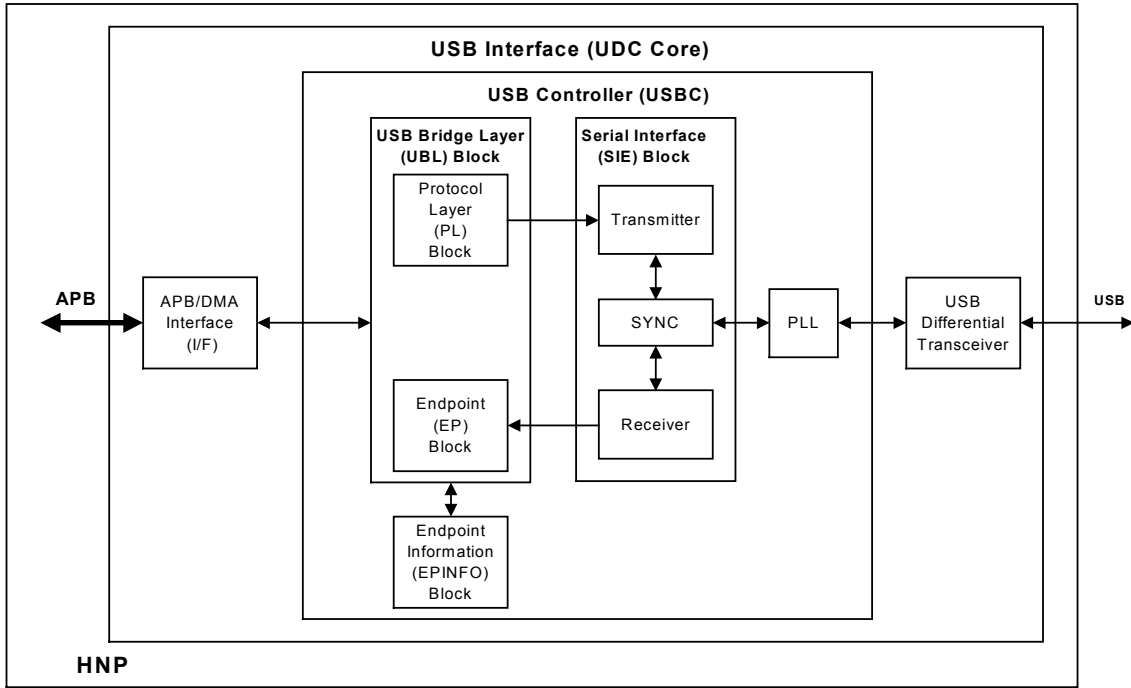 USB Interface (UDC Core)
USB Controller (USBC)
USB Bridge Layer
(UBL) Block
Protocol
Layer
(PL)
Block
Serial Interface
(SIE) Block
Transmitter
APB
APB/DMA
Interface
(I/F)
SYNC
PLL
USB
Differential
Transceiver
USB
Endpoint
(EP)
Block
Receiver
Endpoint
Information
(EPINFO)
Block
HNP